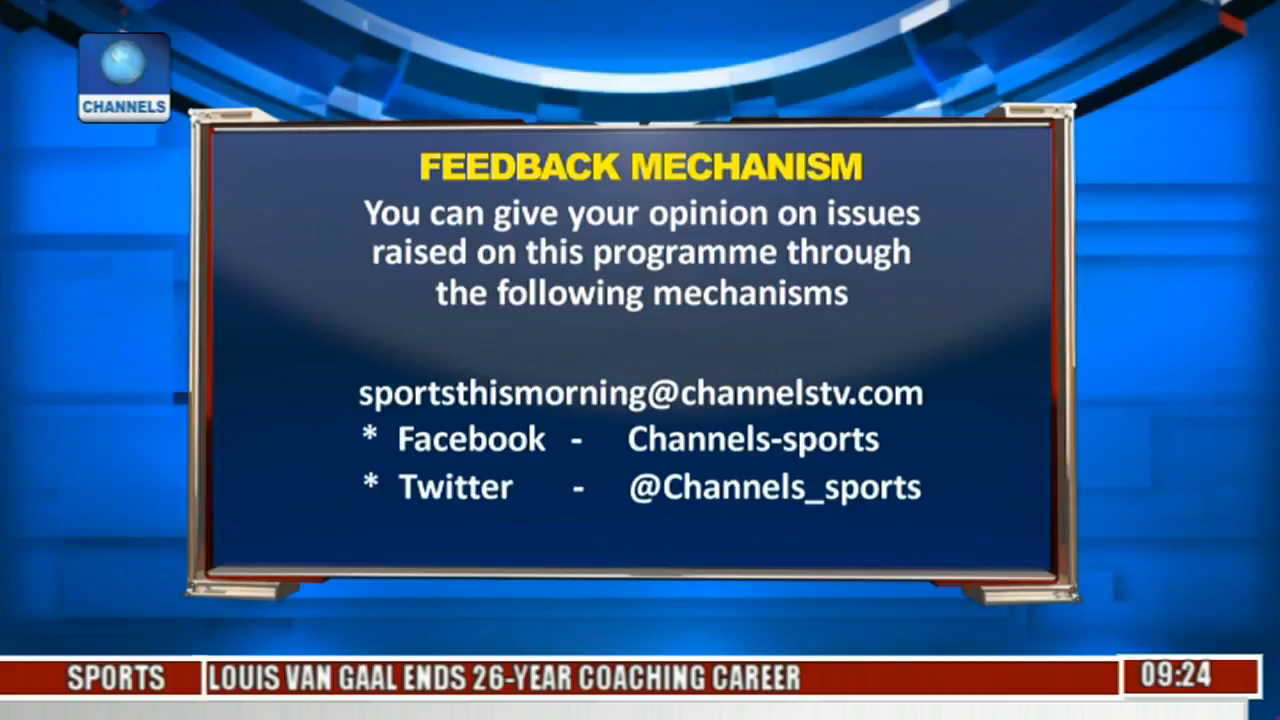 CHANNELS
FEEDBACK MECHANISM
You can give your opinion on issues
raised on this programme through
the following mechanisms
sportsthismorning@channelstv.com
* Facebook - Channels-sports
* Twitter - @Channels_sports
SPORTS LOUIS VAN GAAL ENDS 26-YEAR COACHING CAREER 09:24